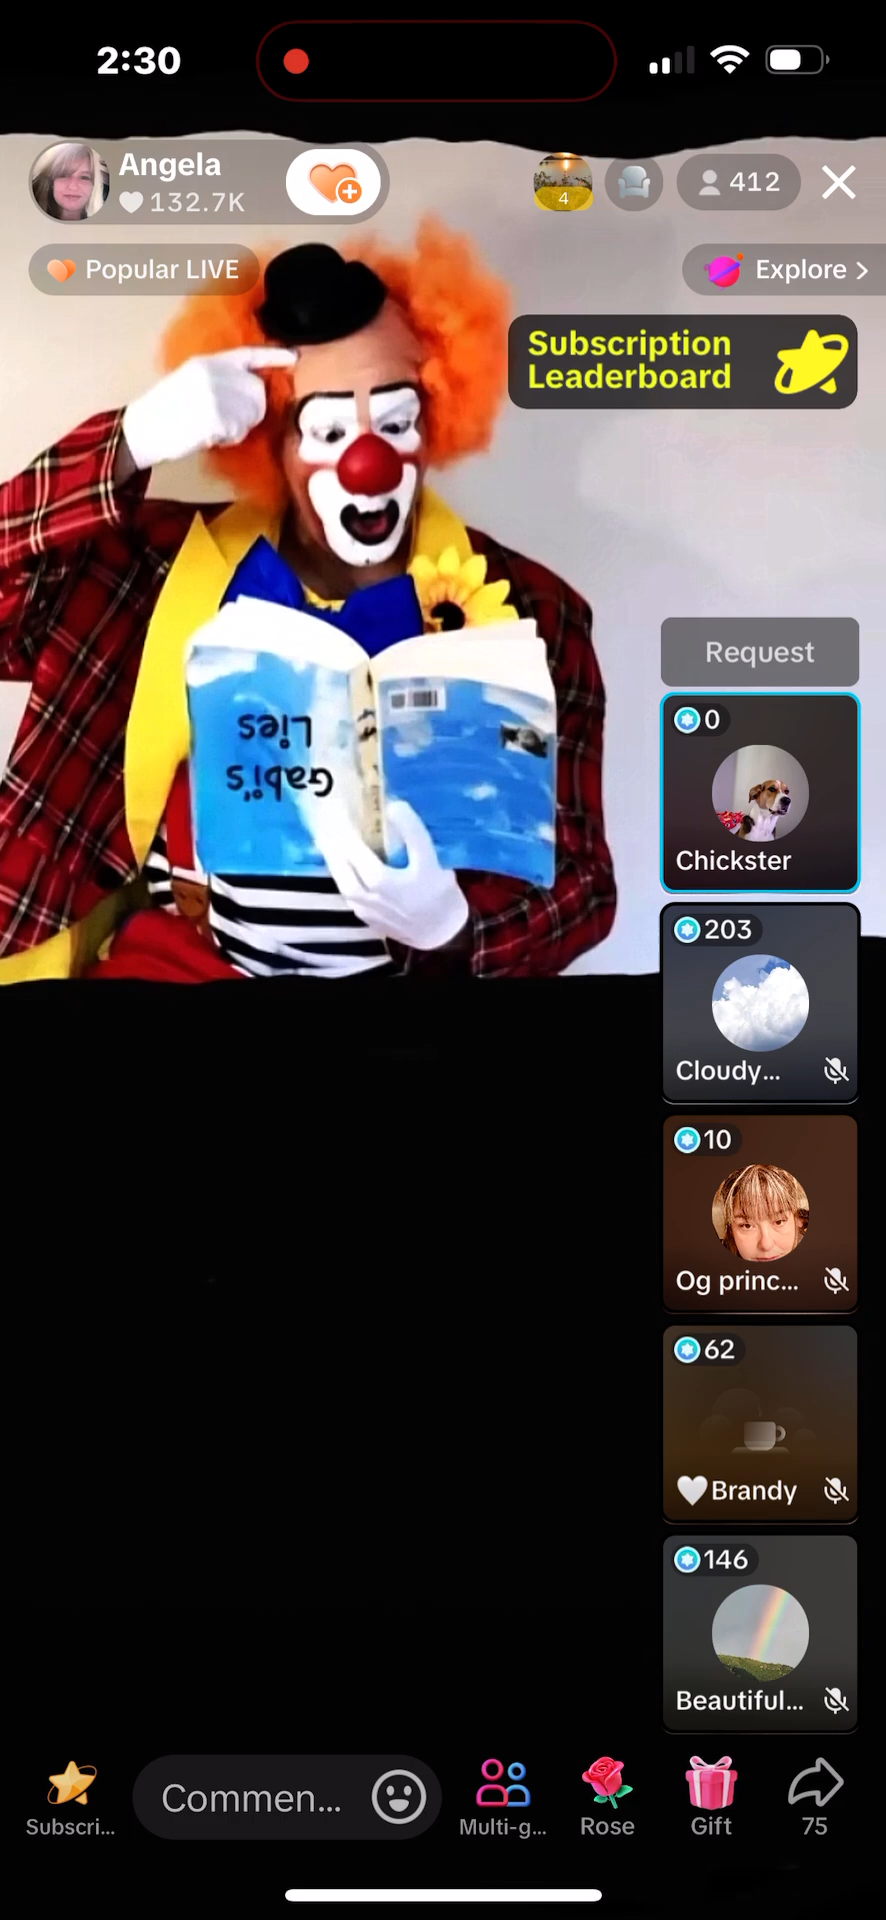 2:30
Angela
132.7K
4
412
Popular LIVE
Explore >
Subscription
Leaderboard
Gabi's
Lies
Request
0
Chickster
203
Cloudy...
10
Og princ...
62
🤍Brandy
146
Beautiful...
Subscri...
Commen...
Multi-g...
Rose
Gift
75